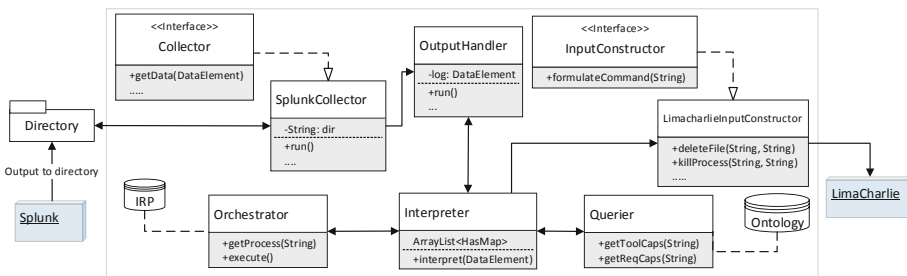 <<Interface>>
Collector
+getData(DataElement)
.....
OutputHandler
-log: DataElement
+run()
...
<<Interface>>
InputConstructor
+formulateCommand(String)
SplunkCollector
-String: dir
+run()
....
Directory
LimacharlieInputConstructor
+deleteFile(String, String)
+killProcess(String, String)
.....
Output to directory
Splunk
IRP
Orchestrator
+getProcess(String)
+execute()
Interpreter
ArrayList<HasMap>
+interpret(DataElement)
Querier
+getToolCaps(String)
+getReqCaps(String)
Ontology
LimaCharlie